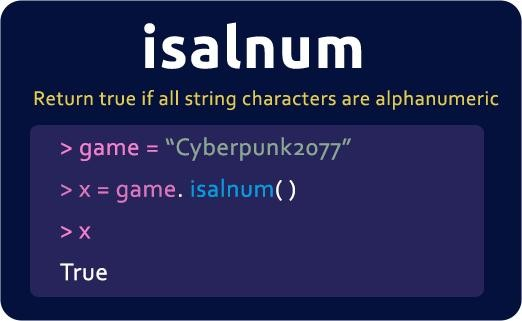 isalnum
Return true if all string characters are alphanumeric
> game = “Cyberpunk2077”
> x = game. isalnum( )
> x
True